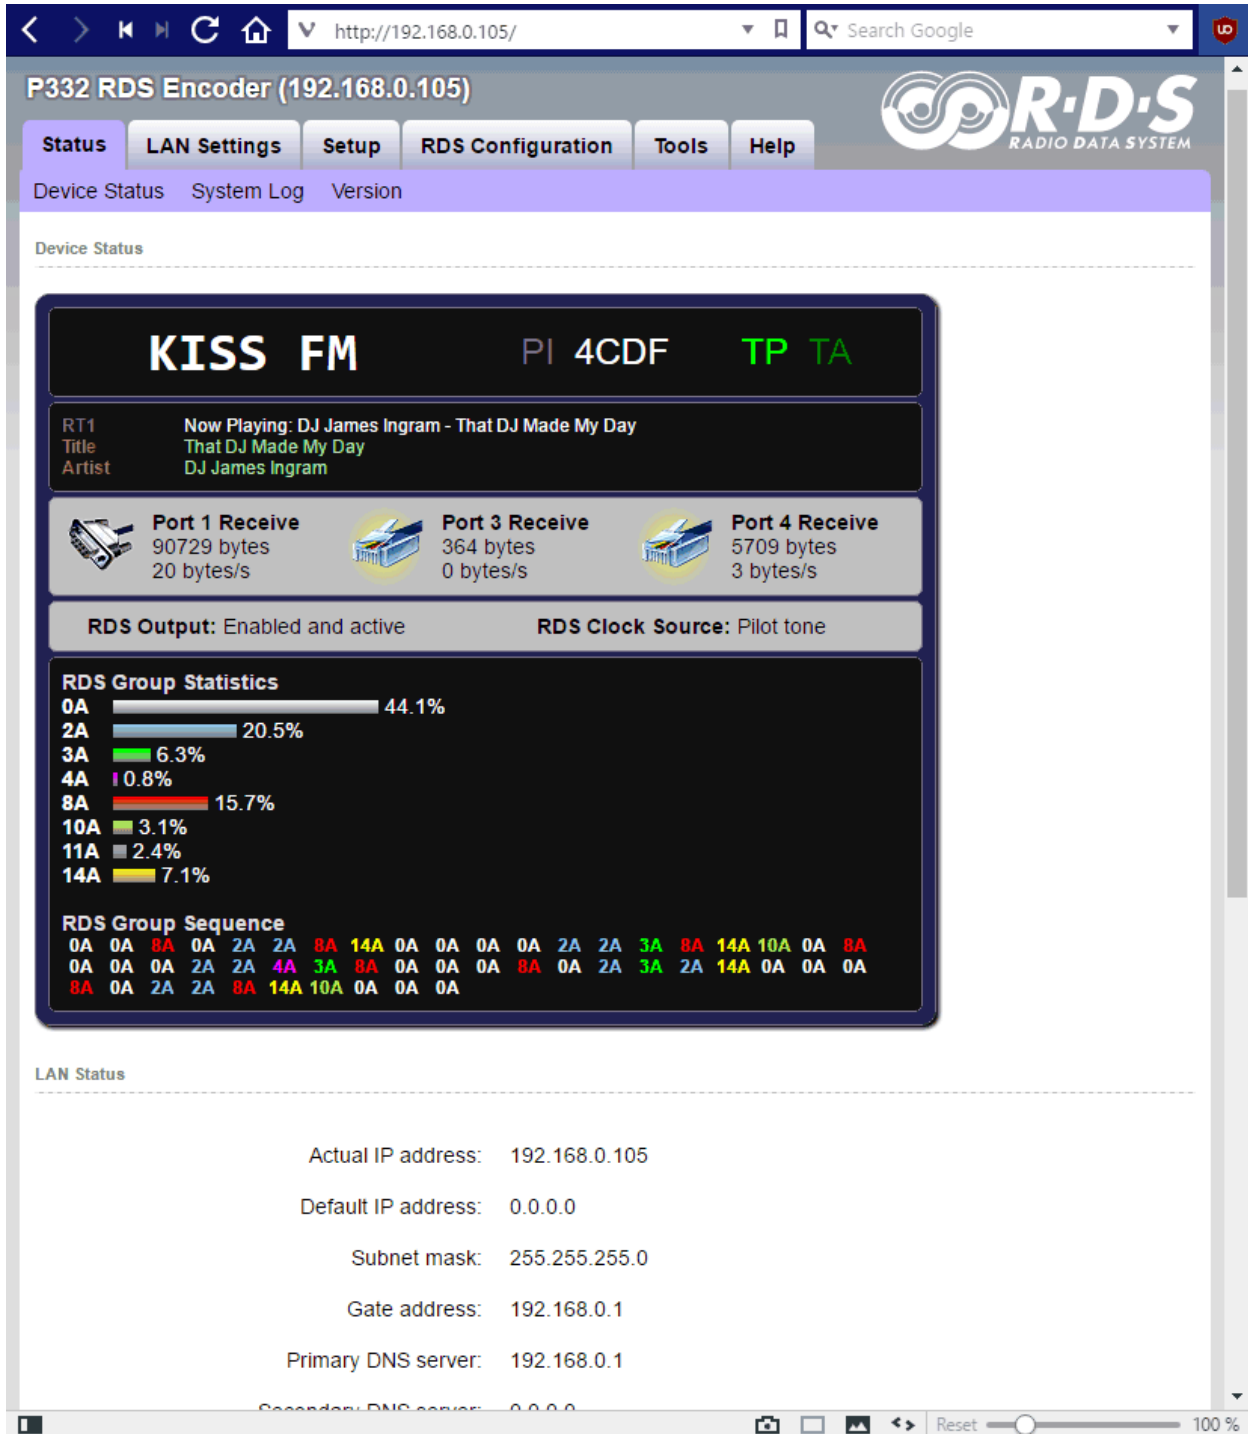 http://192.168.0.105/
Search Google
P332 RDS Encoder (192.168.0.105)
R·D·S
RADIO DATA SYSTEM
Status LAN Settings Setup RDS Configuration Tools Help
Device Status System Log Version
Device Status
KISS FM PI 4CDF TP TA
RT1 Now Playing: DJ James Ingram - That DJ Made My Day
Title That DJ Made My Day
Artist DJ James Ingram
Port 1 Receive Port 3 Receive Port 4 Receive
90729 bytes 364 bytes 5709 bytes
20 bytes/s 0 bytes/s 3 bytes/s
RDS Output: Enabled and active RDS Clock Source: Pilot tone
RDS Group Statistics
0A 44.1%
2A 20.5%
3A 6.3%
4A 0.8%
8A 15.7%
10A 3.1%
11A 2.4%
14A 7.1%
RDS Group Sequence
0A 0A 8A 0A 2A 2A 8A 14A 0A 0A 0A 0A 2A 2A 3A 8A 14A 10A 0A 8A
0A 0A 0A 2A 2A 4A 3A 8A 0A 0A 0A 8A 0A 2A 3A 2A 14A 0A 0A 0A
8A 0A 2A 2A 8A 14A 10A 0A 0A 0A
LAN Status
Actual IP address: 192.168.0.105
Default IP address: 0.0.0.0
Subnet mask: 255.255.255.0
Gate address: 192.168.0.1
Primary DNS server: 192.168.0.1
Secondary DNS server: 0.0.0.0
Reset 100 %